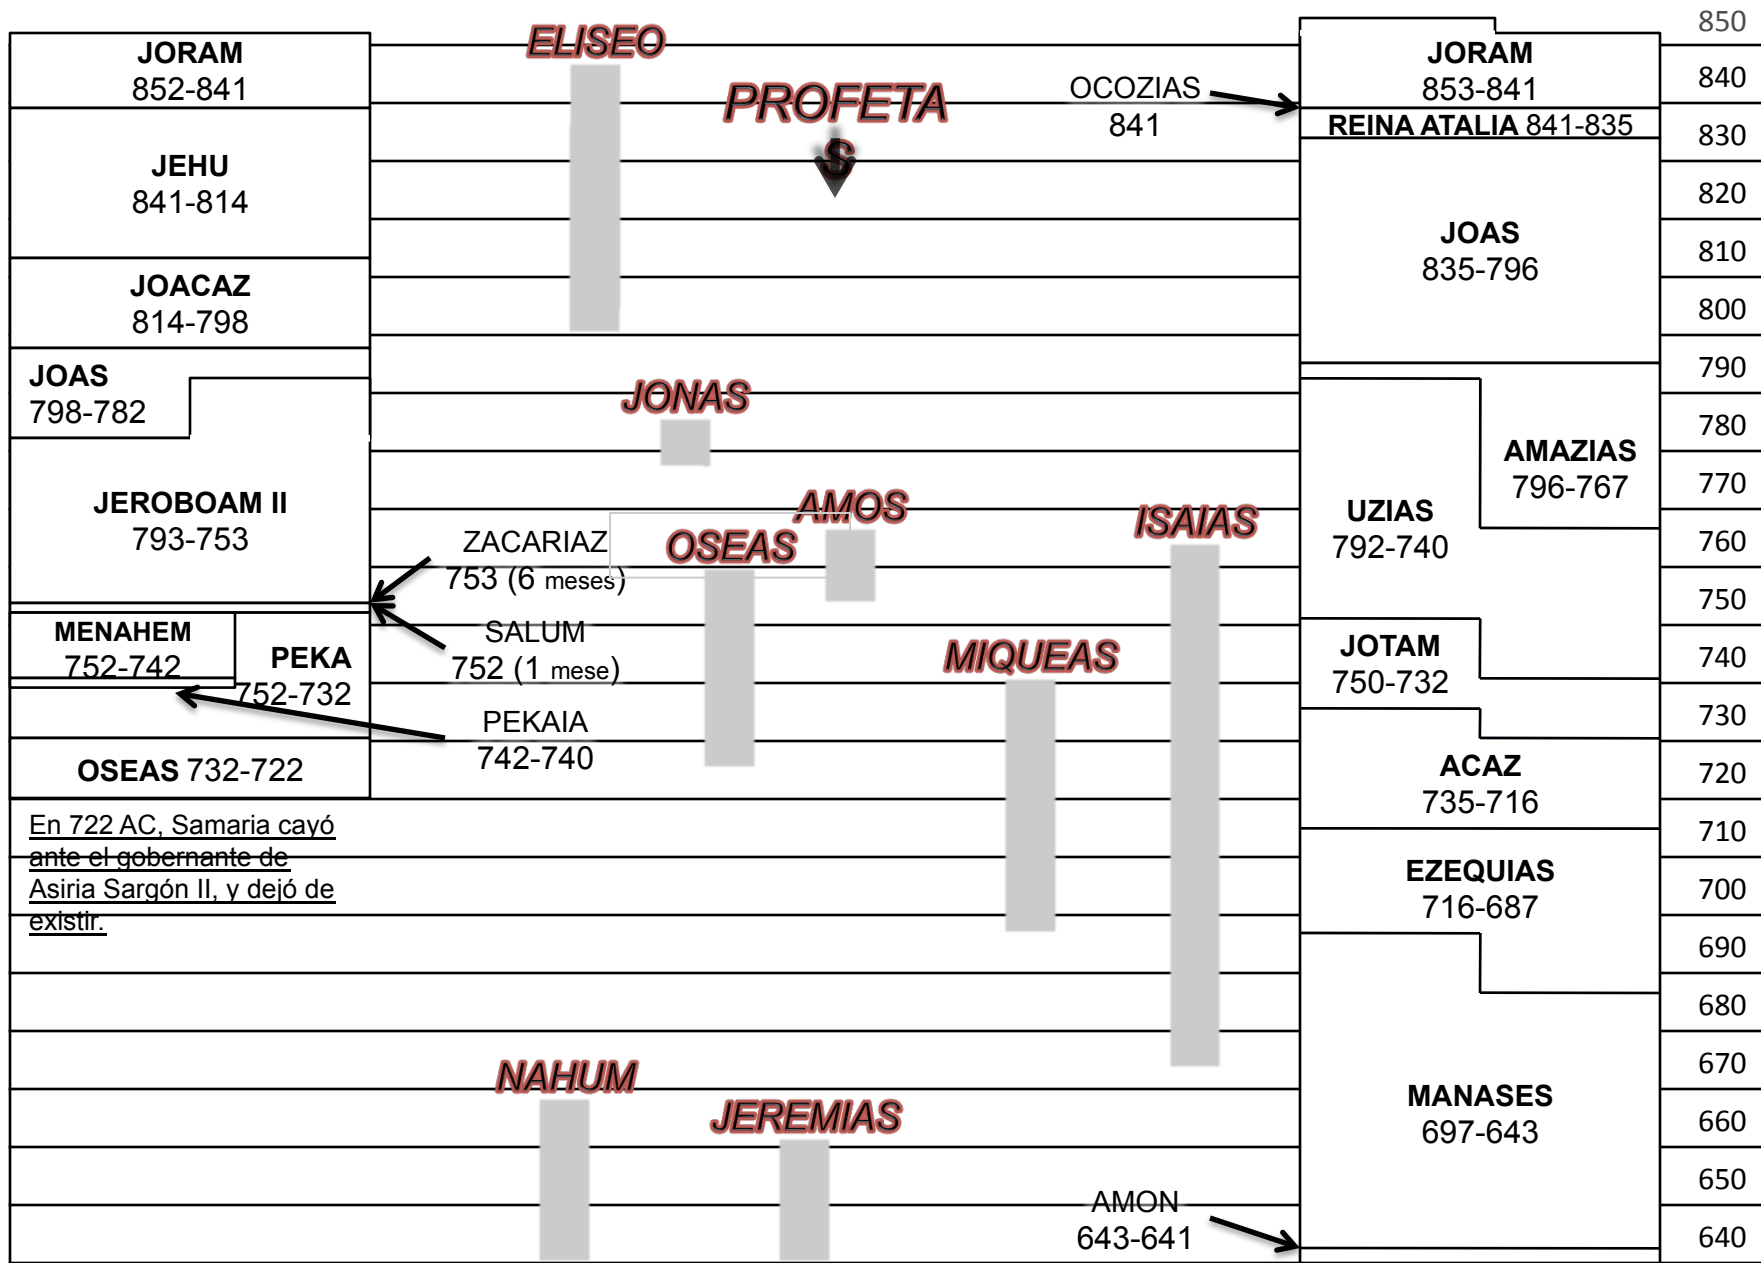 JORAM
852-841
JEHU
841-814
JOACAZ
814-798
JOAS
798-782
JEROBOAM II
793-753
MENAHEM
752-742
PEKA
752-732
OSEAS 732-722
En 722 AC, Samaria cayó
ante el gobernante de
Asiria Sargón II, y dejó de
existir.
ELISEO
PROFETA
S
JONAS
AMOS
OSEAS
ISAIAS
MIQUEAS
NAHUM
JEREMIAS
ZACARIAZ
753 (6 meses)
SALUM
752 (1 mese)
PEKAIA
742-740
OCOZIAS
841
AMON
643-641
JORAM
853-841
REINA ATALIA 841-835
JOAS
835-796
AMAZIAS
796-767
UZIAS
792-740
JOTAM
750-732
ACAZ
735-716
EZEQUIAS
716-687
MANASES
697-643
850
840
830
820
810
800
790
780
770
760
750
740
730
720
710
700
690
680
670
660
650
640